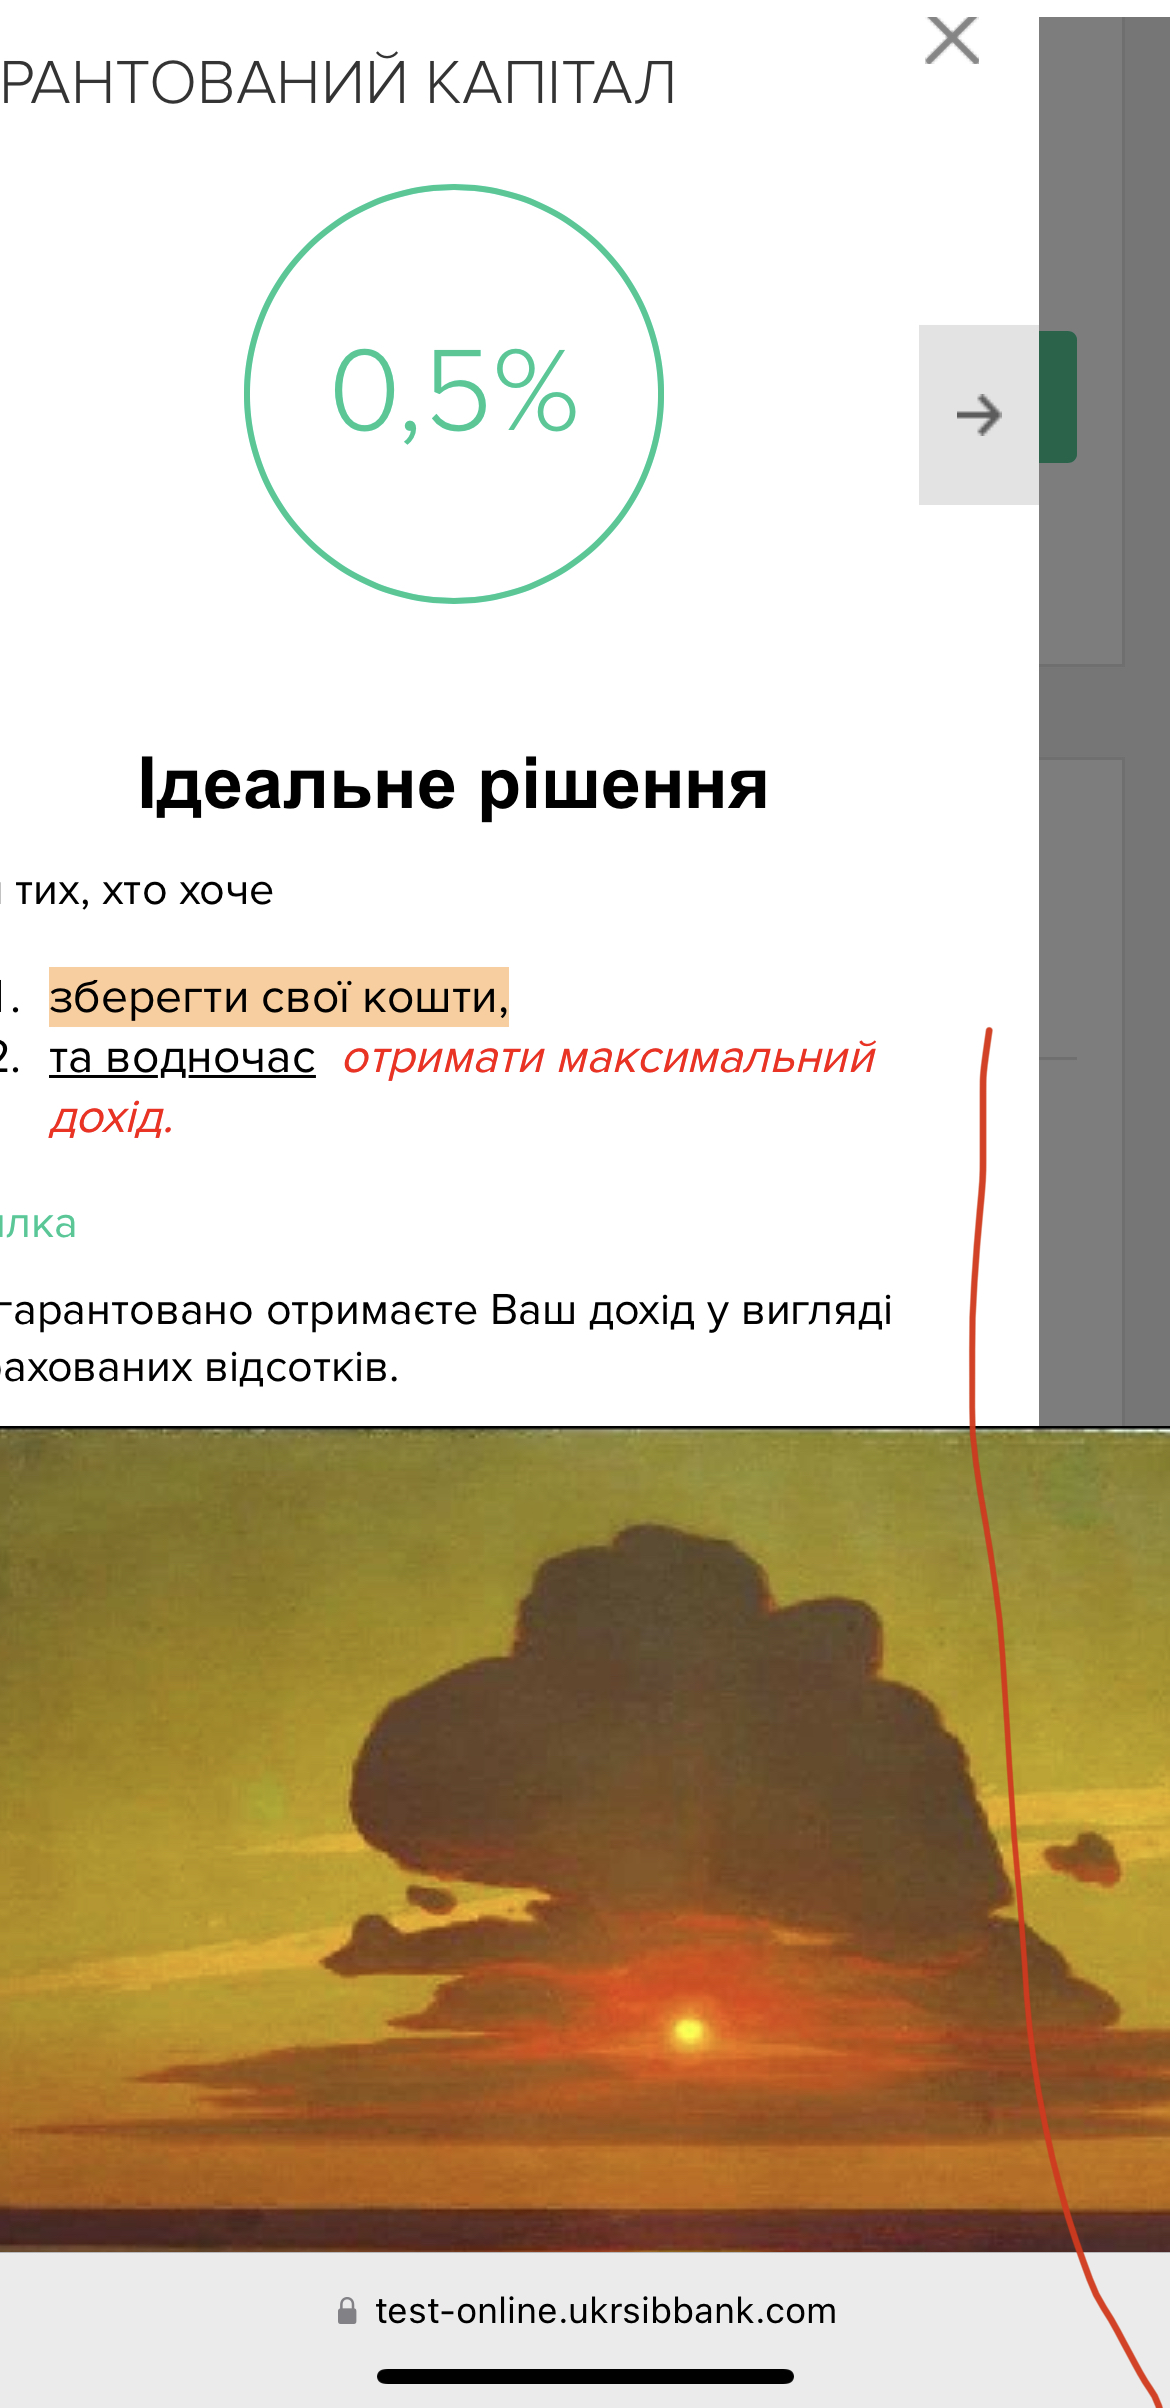 РАНТОВАНИЙ КАПІТАЛ
0,5%
Ідеальне рішення
тих, хто хоче
1. зберегти свої кошти,
2. та водночас отримати максимальний
дохід.
лка
гарантовано отримаєте Ваш дохід у вигляді
рахованих відсотків.
test-online.ukrsibbank.com